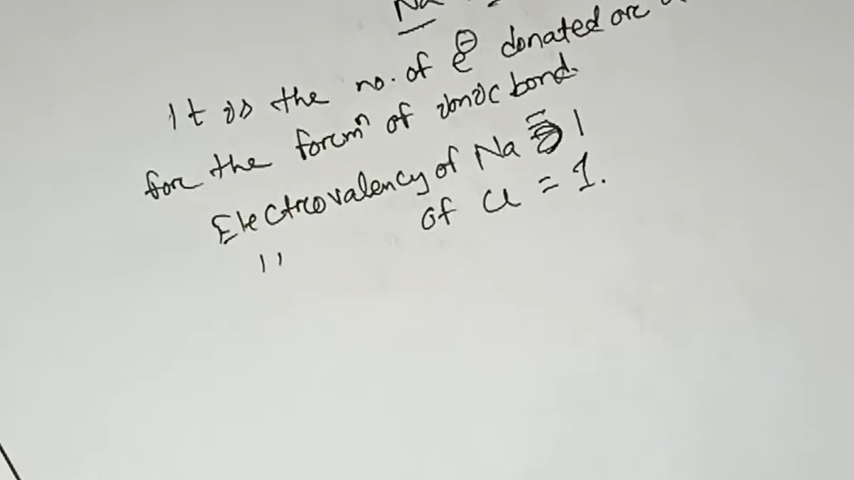 Na
It is the no. of e⊖ donated or
for the formⁿ of ionic bond.
Electrovalency of Na = 1
" of Cl = 1.